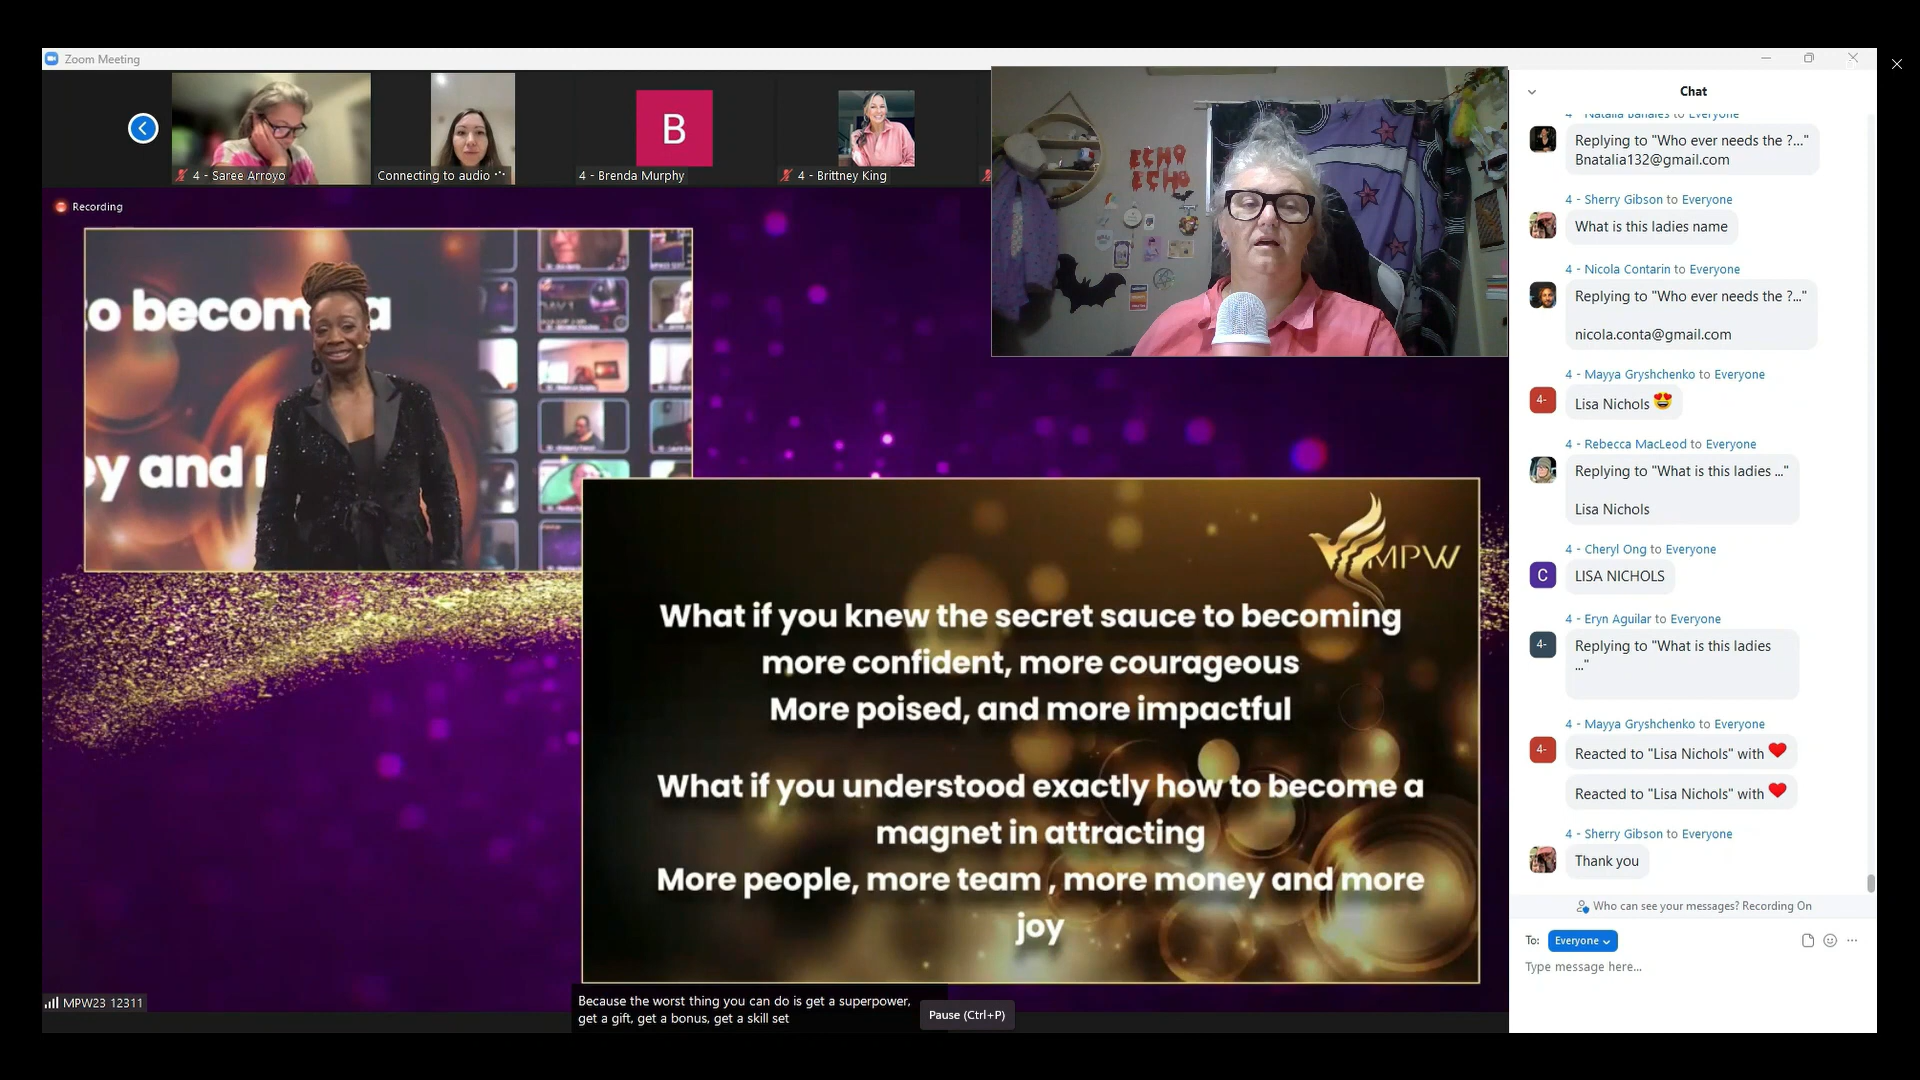 Zoom Meeting
4 - Saree Arroyo
Connecting to audio
B
4 - Brenda Murphy
4 - Brittney King
ECHO
ECHO
Recording
to becom a
ey and
MPW
What if you knew the secret sauce to becoming
more confident, more courageous
More poised, and more impactful
What if you understood exactly how to become a
magnet in attracting
More people, more team , more money and more
joy
MPW23 12311
Because the worst thing you can do is get a superpower,
get a gift, get a bonus, get a skill set
Pause (Ctrl+P)
Chat
4 - Natalia Banales to Everyone
Replying to "Who ever needs the ?..."
Bnatalia132@gmail.com
4 - Sherry Gibson to Everyone
What is this ladies name
4 - Nicola Contarin to Everyone
Replying to "Who ever needs the ?..."
nicola.conta@gmail.com
4 - Mayya Gryshchenko to Everyone
4-
Lisa Nichols 😍
4 - Rebecca MacLeod to Everyone
Replying to "What is this ladies ..."
Lisa Nichols
4 - Cheryl Ong to Everyone
C
LISA NICHOLS
4 - Eryn Aguilar to Everyone
4-
Replying to "What is this ladies
..."
4 - Mayya Gryshchenko to Everyone
4-
Reacted to "Lisa Nichols" with ❤️
Reacted to "Lisa Nichols" with ❤️
4 - Sherry Gibson to Everyone
Thank you
Who can see your messages? Recording On
To: Everyone
Type message here...